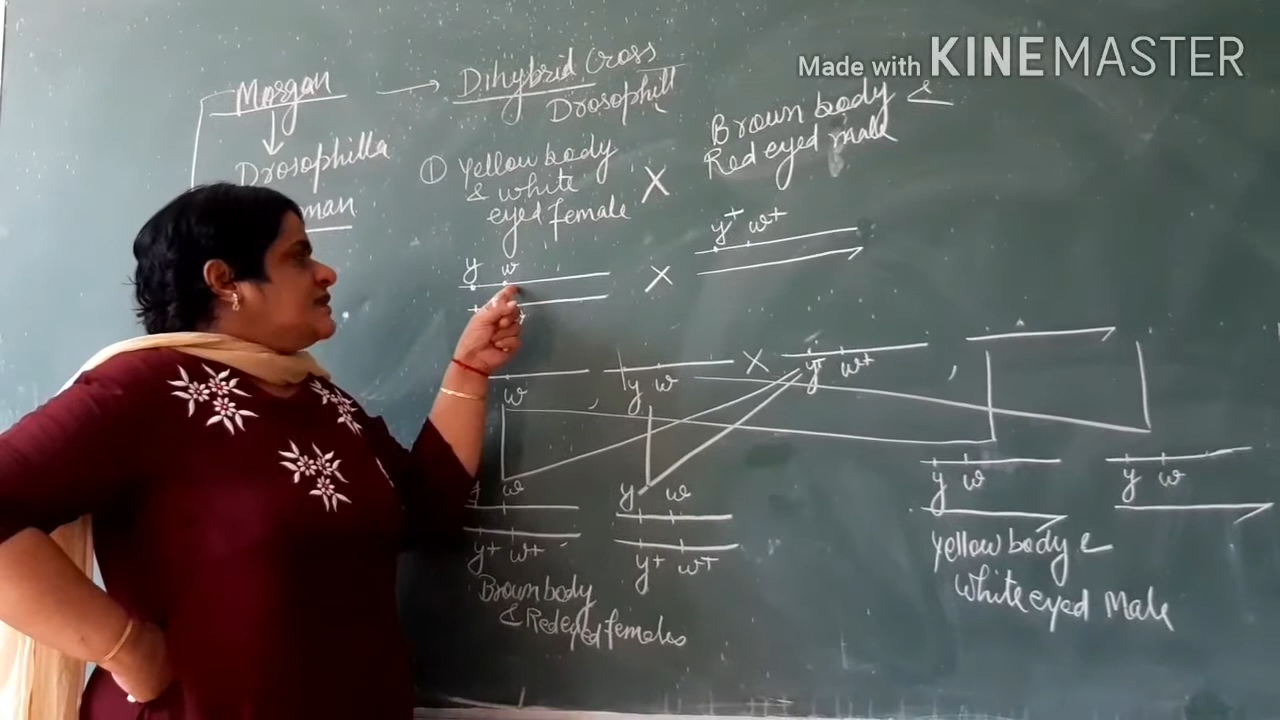 Made with KINEMASTER
Morgan → Dihybrid Cross
Drosophill
Drosophilla
man
① Yellow body
& white
eyed female
X
Brown body &
Red eyed male
y w
X
y+ w+
w , y w X y+ w+ ,
w
y w
y+ w+
y+ w+
Brown body
& Red eyed
yed females
y w
y w
Yellow body &
white eyed Male